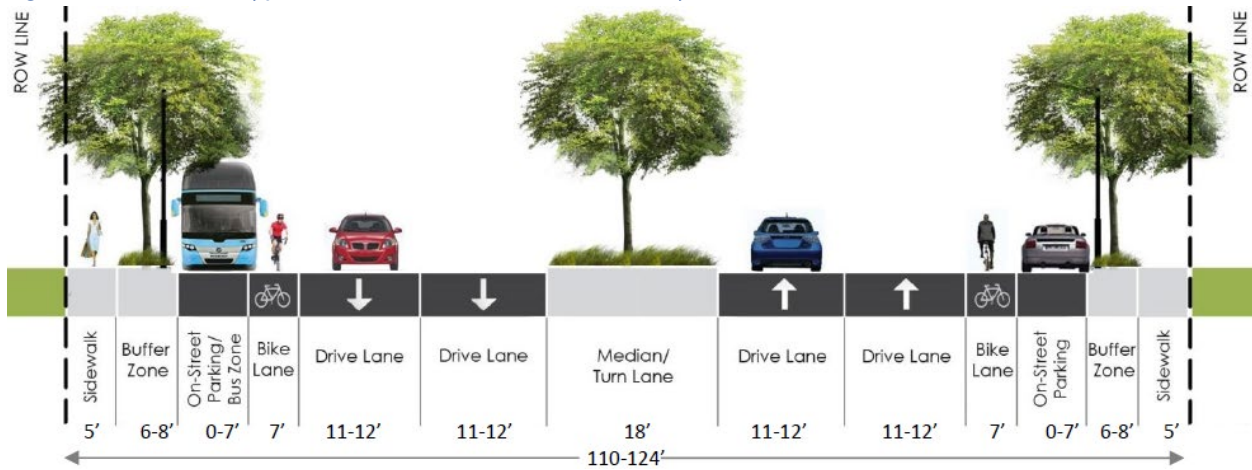 ROW LINE
ROW LINE
Sidewalk
Buffer
Zone
On-Street
Parking/
Bus Zone
Bike
Lane
Drive Lane
Drive Lane
Median/
Turn Lane
Drive Lane
Drive Lane
Bike
Lane
On-Street
Parking
Buffer
Zone
Sidewalk
5’ 6-8’ 0-7’ 7’ 11-12’ 11-12’ 18’ 11-12’ 11-12’ 7’ 0-7’ 6-8’ 5’
110-124’